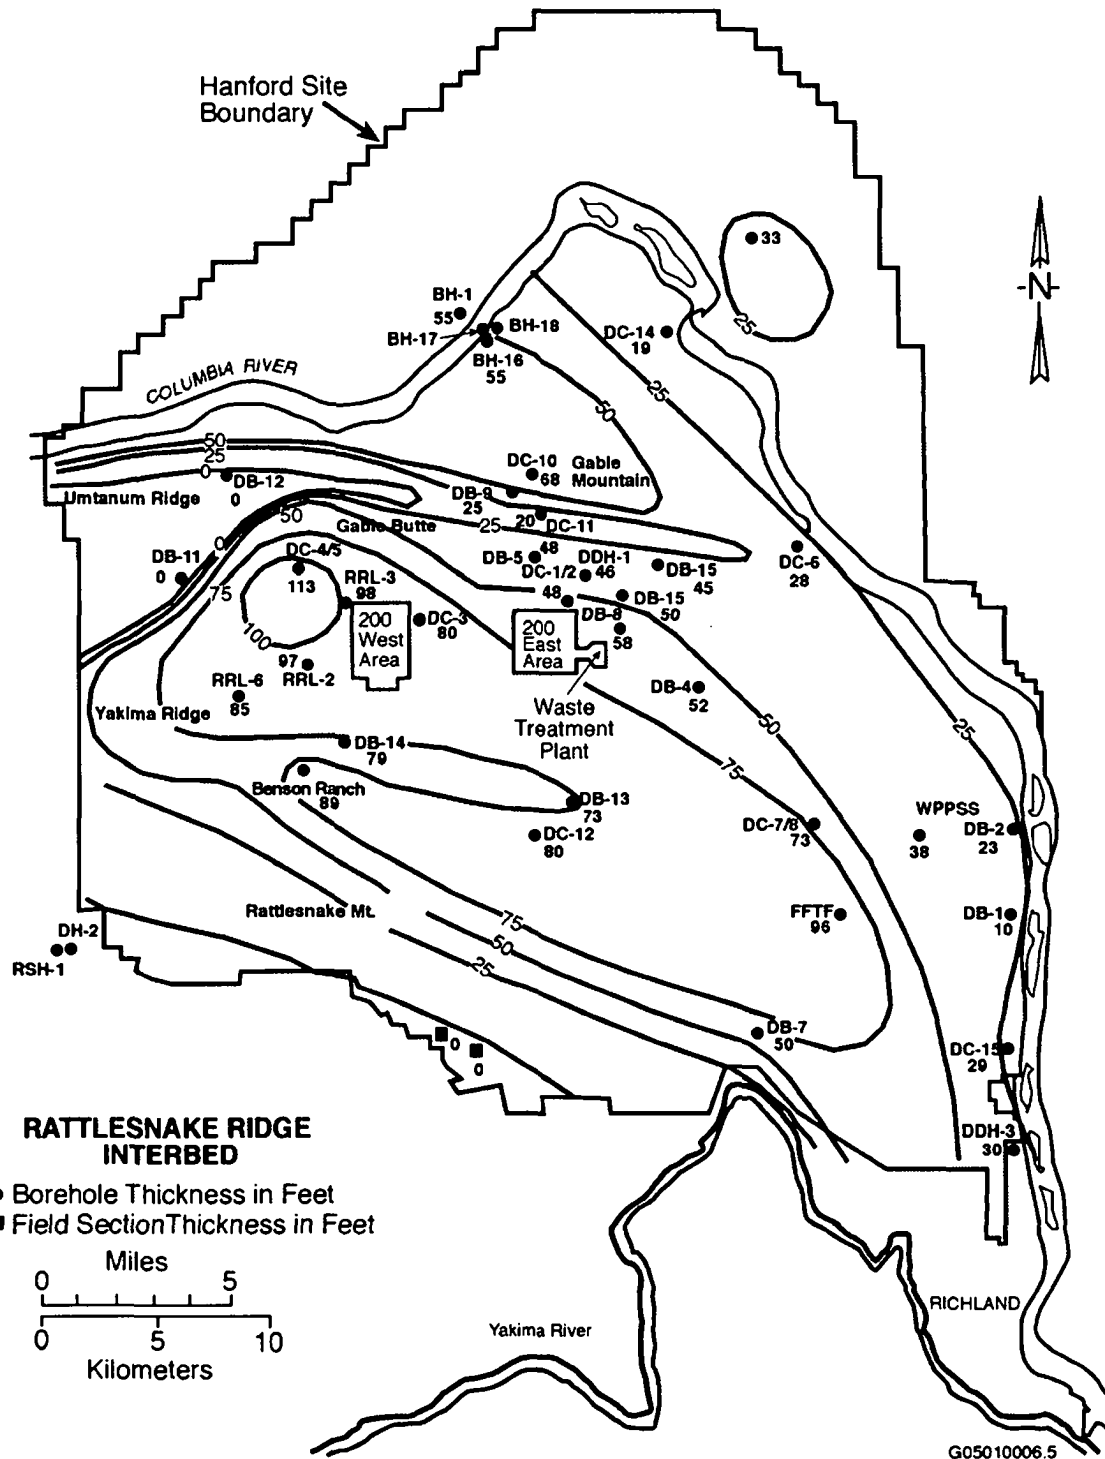 Hanford Site
Boundary
33
N
BH-1
55
BH-17
BH-18
BH-16
55
DC-14
19
25
25
COLUMBIA RIVER
50
50
25
0
DB-12
0
Umtanum Ridge
DC-10
68
Gable
Mountain
DB-9
25
20
DC-11
50
Gable Butte
25
0
DB-11
0
DC-4/5
113
DB-5
48
DDH-1
46
DC-1/2
48
DB-15
45
DC-6
28
75
RRL-3
98
DB-15
50
DB-8
58
DC-3
80
200
West
Area
200
East
Area
100
97
RRL-2
RRL-6
85
DB-4
52
Waste
Treatment
Plant
50
25
Yakima Ridge
DB-14
79
75
Benson Ranch
89
DB-13
73
DC-12
80
DC-7/8
73
WPPSS
38
DB-2
23
Rattlesnake Mt.
75
50
25
FFTF
96
DB-1
10
DH-2
RSH-1
DB-7
50
DC-15
29
0
0
DDH-3
30
RATTLESNAKE RIDGE
INTERBED
Borehole Thickness in Feet
Field Section Thickness in Feet
Miles
0 5
0 5 10
Kilometers
Yakima River
RICHLAND
G05010006.5